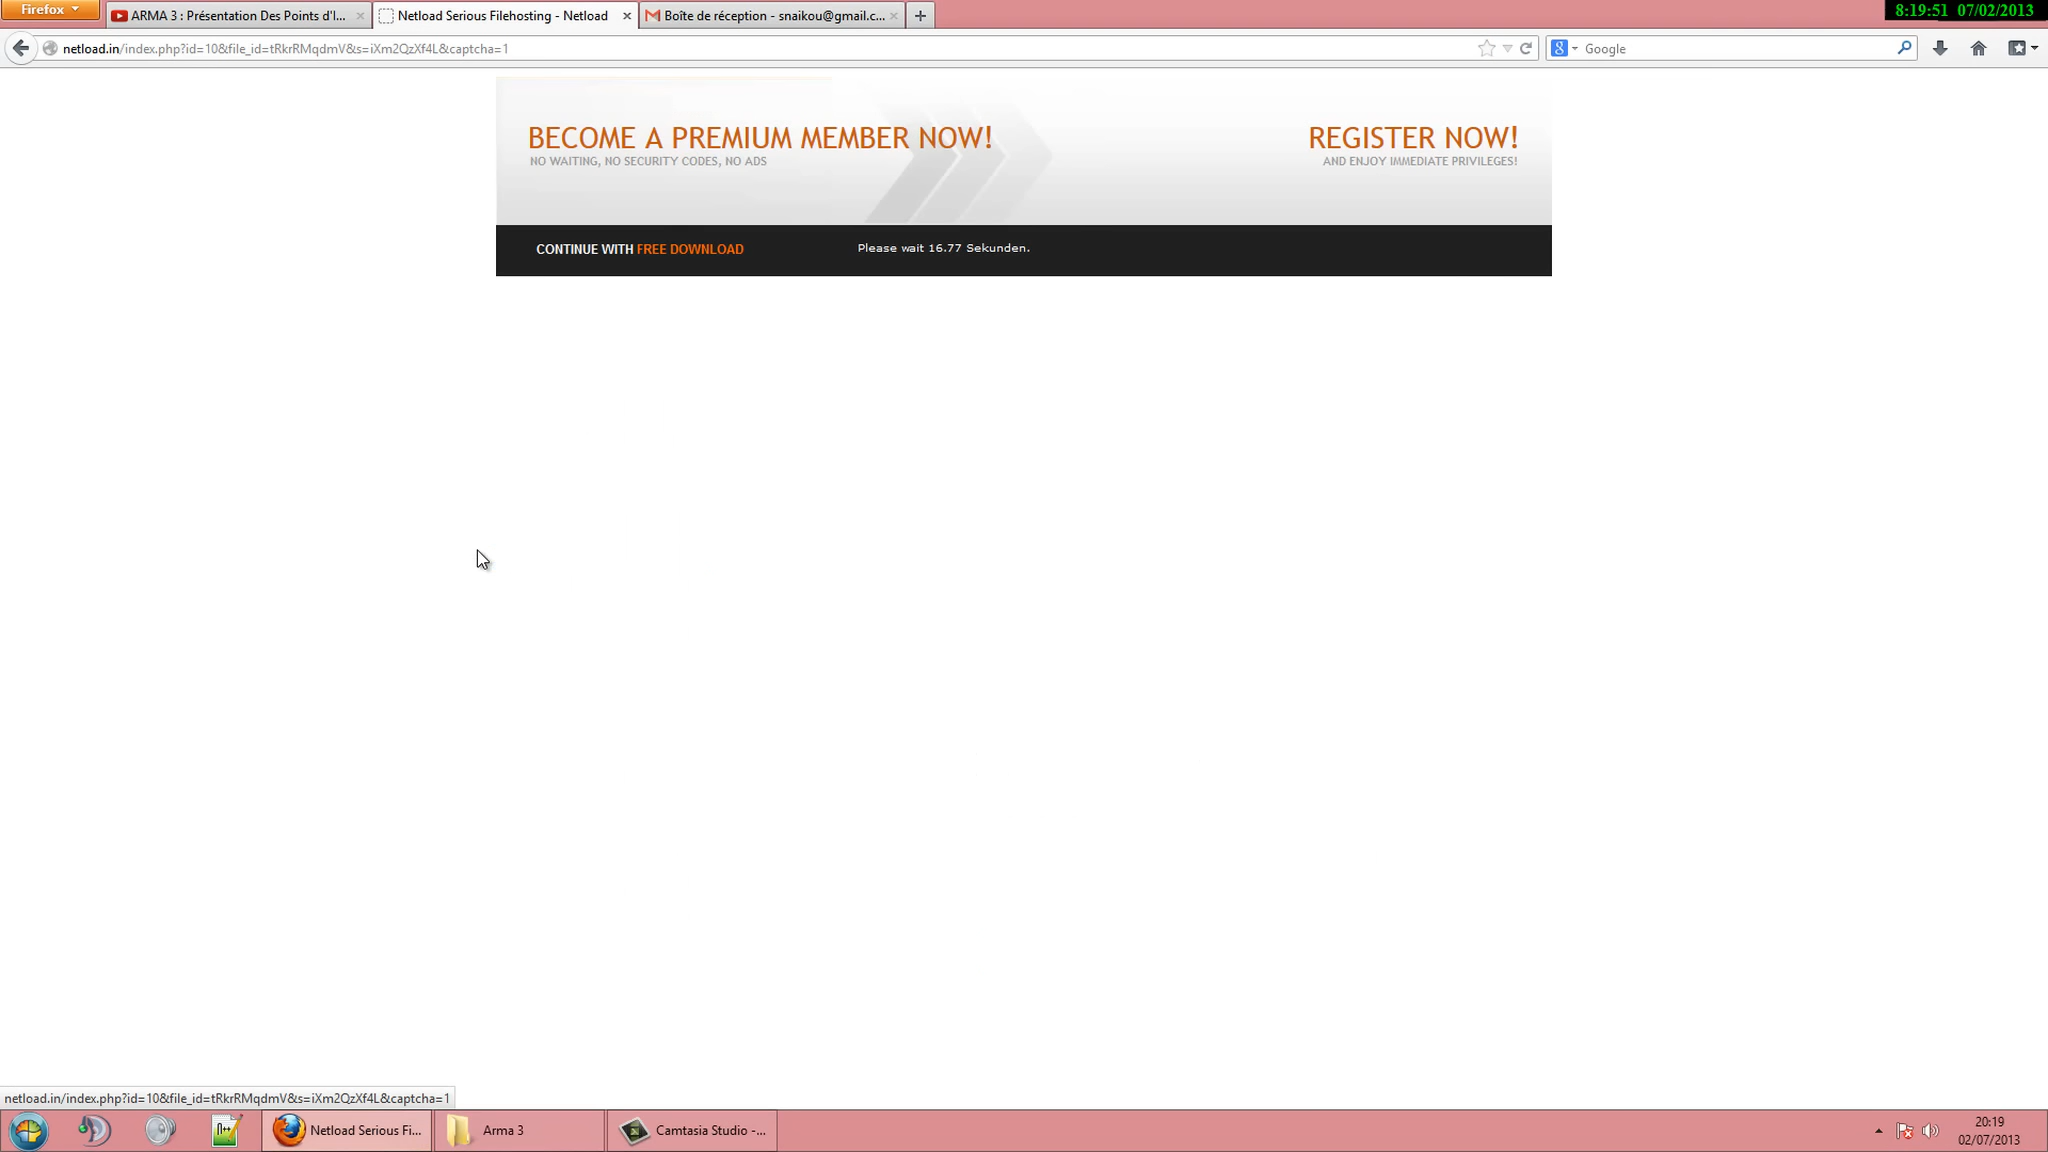 Firefox
ARMA 3 : Présentation Des Points d'I...
Netload Serious Filehosting - Netload
Boîte de réception - snaikou@gmail.c...
8:19:51 07/02/2013
netload.in/index.php?id=10&file_id=tRkrRMqdmV&s=iXm2QzXf4L&captcha=1
Google
BECOME A PREMIUM MEMBER NOW!
NO WAITING, NO SECURITY CODES, NO ADS
REGISTER NOW!
AND ENJOY IMMEDIATE PRIVILEGES!
CONTINUE WITH FREE DOWNLOAD
Please wait 16.77 Sekunden.
netload.in/index.php?id=10&file_id=tRkrRMqdmV&s=iXm2QzXf4L&captcha=1
Netload Serious Fi...
Arma 3
Camtasia Studio -...
20:19
02/07/2013